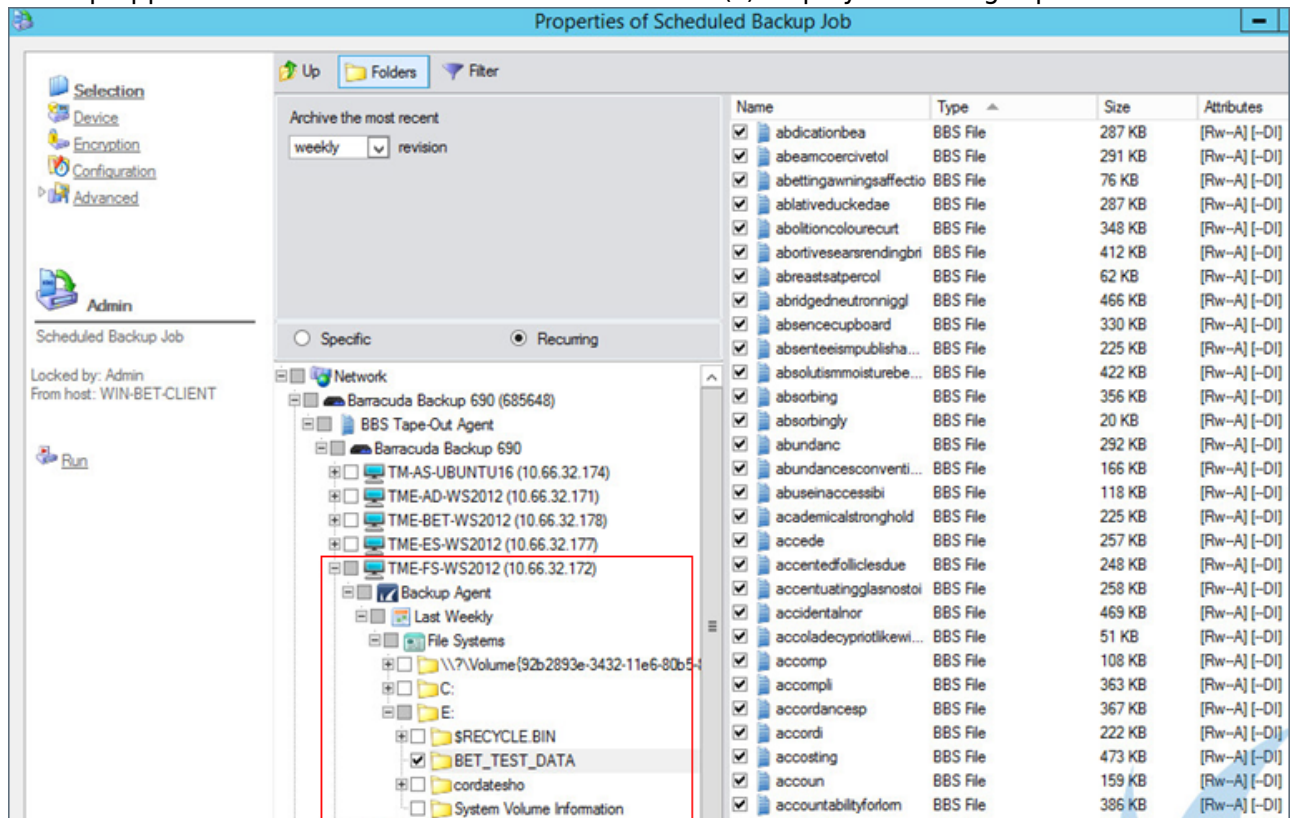 Properties of Scheduled Backup Job
Selection
Device
Encryption
Configuration
Advanced
Admin
Scheduled Backup Job
Locked by: Admin
From host: WIN-BET-CLIENT
Run
Up Folders Filter
Archive the most recent
weekly revision
Specific Recurring
Network
Barracuda Backup 690 (685648)
BBS Tape-Out Agent
Barracuda Backup 690
TM-AS-UBUNTU16 (10.66.32.174)
TME-AD-WS2012 (10.66.32.171)
TME-BET-WS2012 (10.66.32.178)
TME-ES-WS2012 (10.66.32.177)
TME-FS-WS2012 (10.66.32.172)
Backup Agent
Last Weekly
File Systems
\\?\Volume{92b2893e-3432-11e6-80b5-
C:
E:
$RECYCLE.BIN
BET_TEST_DATA
cordatesho
System Volume Information
Name Type Size Attributes
abdicationbea BBS File 287 KB [Rw--A] [--DI]
abeamcoercivetol BBS File 291 KB [Rw--A] [--DI]
abettingawningsaffectio BBS File 76 KB [Rw--A] [--DI]
ablativeduckedae BBS File 287 KB [Rw--A] [--DI]
abolitioncolourecurt BBS File 348 KB [Rw--A] [--DI]
abortivesearsrendingbri BBS File 412 KB [Rw--A] [--DI]
abreastsatpercol BBS File 62 KB [Rw--A] [--DI]
abridgedneutronniggl BBS File 466 KB [Rw--A] [--DI]
absencecupboard BBS File 330 KB [Rw--A] [--DI]
absenteeismpublisha... BBS File 225 KB [Rw--A] [--DI]
absolutismmoisturebe... BBS File 422 KB [Rw--A] [--DI]
absorbing BBS File 356 KB [Rw--A] [--DI]
absorbingly BBS File 20 KB [Rw--A] [--DI]
abundanc BBS File 292 KB [Rw--A] [--DI]
abundancesconventi... BBS File 166 KB [Rw--A] [--DI]
abuseinaccessibi BBS File 118 KB [Rw--A] [--DI]
academicalstronghold BBS File 225 KB [Rw--A] [--DI]
accede BBS File 257 KB [Rw--A] [--DI]
accentedfolliclesdue BBS File 248 KB [Rw--A] [--DI]
accentuatingglasnostoi BBS File 258 KB [Rw--A] [--DI]
accidentalnor BBS File 469 KB [Rw--A] [--DI]
accoladecypriotlikewi... BBS File 51 KB [Rw--A] [--DI]
accomp BBS File 108 KB [Rw--A] [--DI]
accompli BBS File 363 KB [Rw--A] [--DI]
accordancesp BBS File 367 KB [Rw--A] [--DI]
accordi BBS File 222 KB [Rw--A] [--DI]
accosting BBS File 473 KB [Rw--A] [--DI]
accoun BBS File 159 KB [Rw--A] [--DI]
accountabilityforlorn BBS File 386 KB [Rw--A] [--DI]